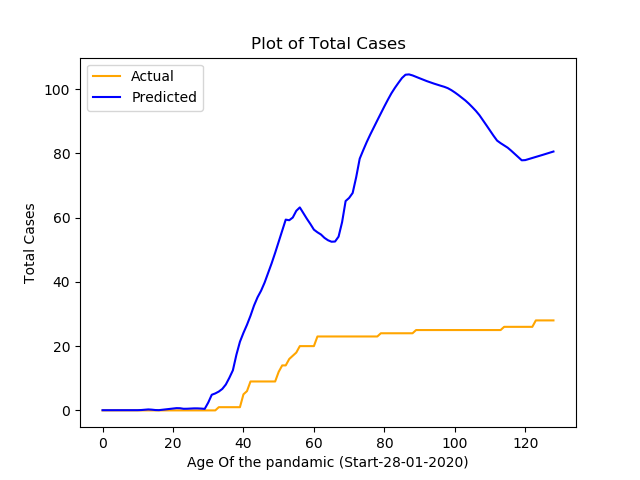 Plot of Total Cases
Actual
Predicted
100
80
60
40
20
0
Total Cases
0 20 40 60 80 100 120
Age Of the pandamic (Start-28-01-2020)